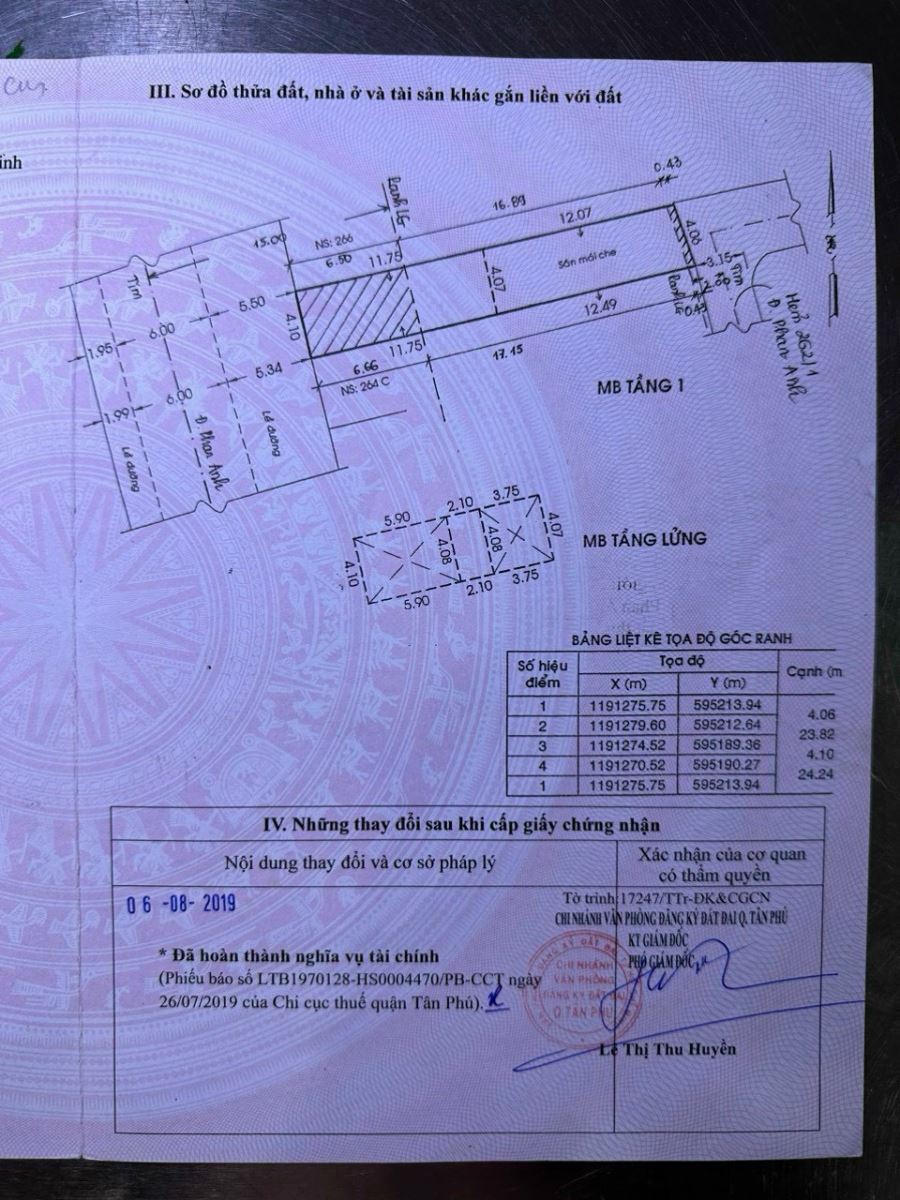 III. Sơ đồ thửa đất, nhà ở và tài sản khác gắn liền với đất
0.43
Ranh LG
16.89
15.00
NS: 266
6.50
11.75
12.07
4.06
Sân mái che
4.07
3.15
Tim
Tim
5.50
6.00
1.95
4.10
12.49
Ranh LG
0.43
Hẻm 262/1
Đ. Phan Anh
11.75
17.15
6.66
NS: 264 C
5.34
6.00
1.99
Lề đường
Đ. Phan Anh
Lề đường
MB TẦNG 1
5.90
2.10
3.75
4.10
4.08
4.08
4.07
5.90
2.10
3.75
MB TẦNG LỬNG
BẢNG LIỆT KÊ TỌA ĐỘ GÓC RANH
Số hiệu điểm
Tọa độ
Cạnh (m
X (m)
Y (m)
1 1191275.75 595213.94
4.06
2 1191279.60 595212.64
23.82
3 1191274.52 595189.36
4.10
4 1191270.52 595190.27
24.24
1 1191275.75 595213.94
IV. Những thay đổi sau khi cấp giấy chứng nhận
Nội dung thay đổi và cơ sở pháp lý
Xác nhận của cơ quan
có thẩm quyền
06 -08- 2019
Tờ trình:17247/TTr-ĐK&CGCN
CHI NHÁNH VĂN PHÒNG ĐĂNG KÝ ĐẤT ĐAI Q. TÂN PHÚ
KT GIÁM ĐỐC
PHÓ GIÁM ĐỐC
* Đã hoàn thành nghĩa vụ tài chính
(Phiếu báo số LTB1970128-HS0004470/PB-CCT ngày
26/07/2019 của Chi cục thuế quận Tân Phú).
CHI NHÁNH
VĂN PHÒNG
ĐĂNG KÝ ĐẤT ĐAI
Q.TÂN PHÚ
Lê Thị Thu Huyền